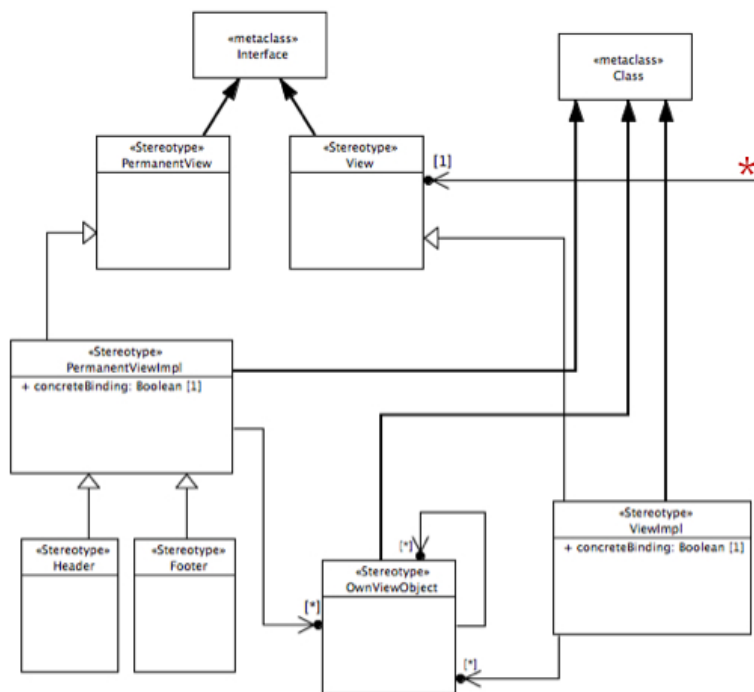 «metaclass»
Interface
«metaclass»
Class
«Stereotype»
PermanentView
«Stereotype»
View
[1]
*
«Stereotype»
PermanentViewImpl
+ concreteBinding: Boolean [1]
«Stereotype»
Header
«Stereotype»
Footer
[*]
[*]
«Stereotype»
OwnViewObject
«Stereotype»
ViewImpl
+ concreteBinding: Boolean [1]
[*]